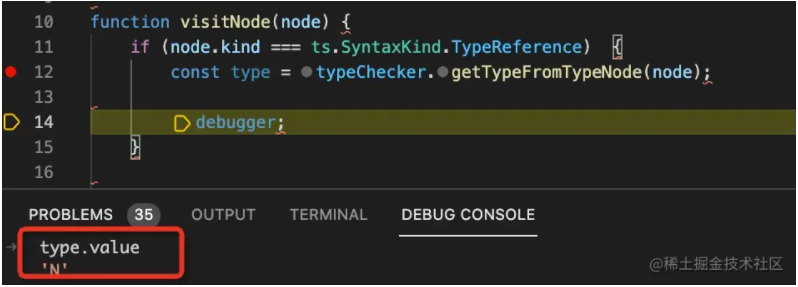 10 function visitNode(node) {
11 if (node.kind === ts.SyntaxKind.TypeReference) {
12 const type = typeChecker.getTypeFromTypeNode(node);
13
14 debugger;
15 }
16
PROBLEMS 35 OUTPUT TERMINAL DEBUG CONSOLE
type.value
'N'
@稀土掘金技术社区